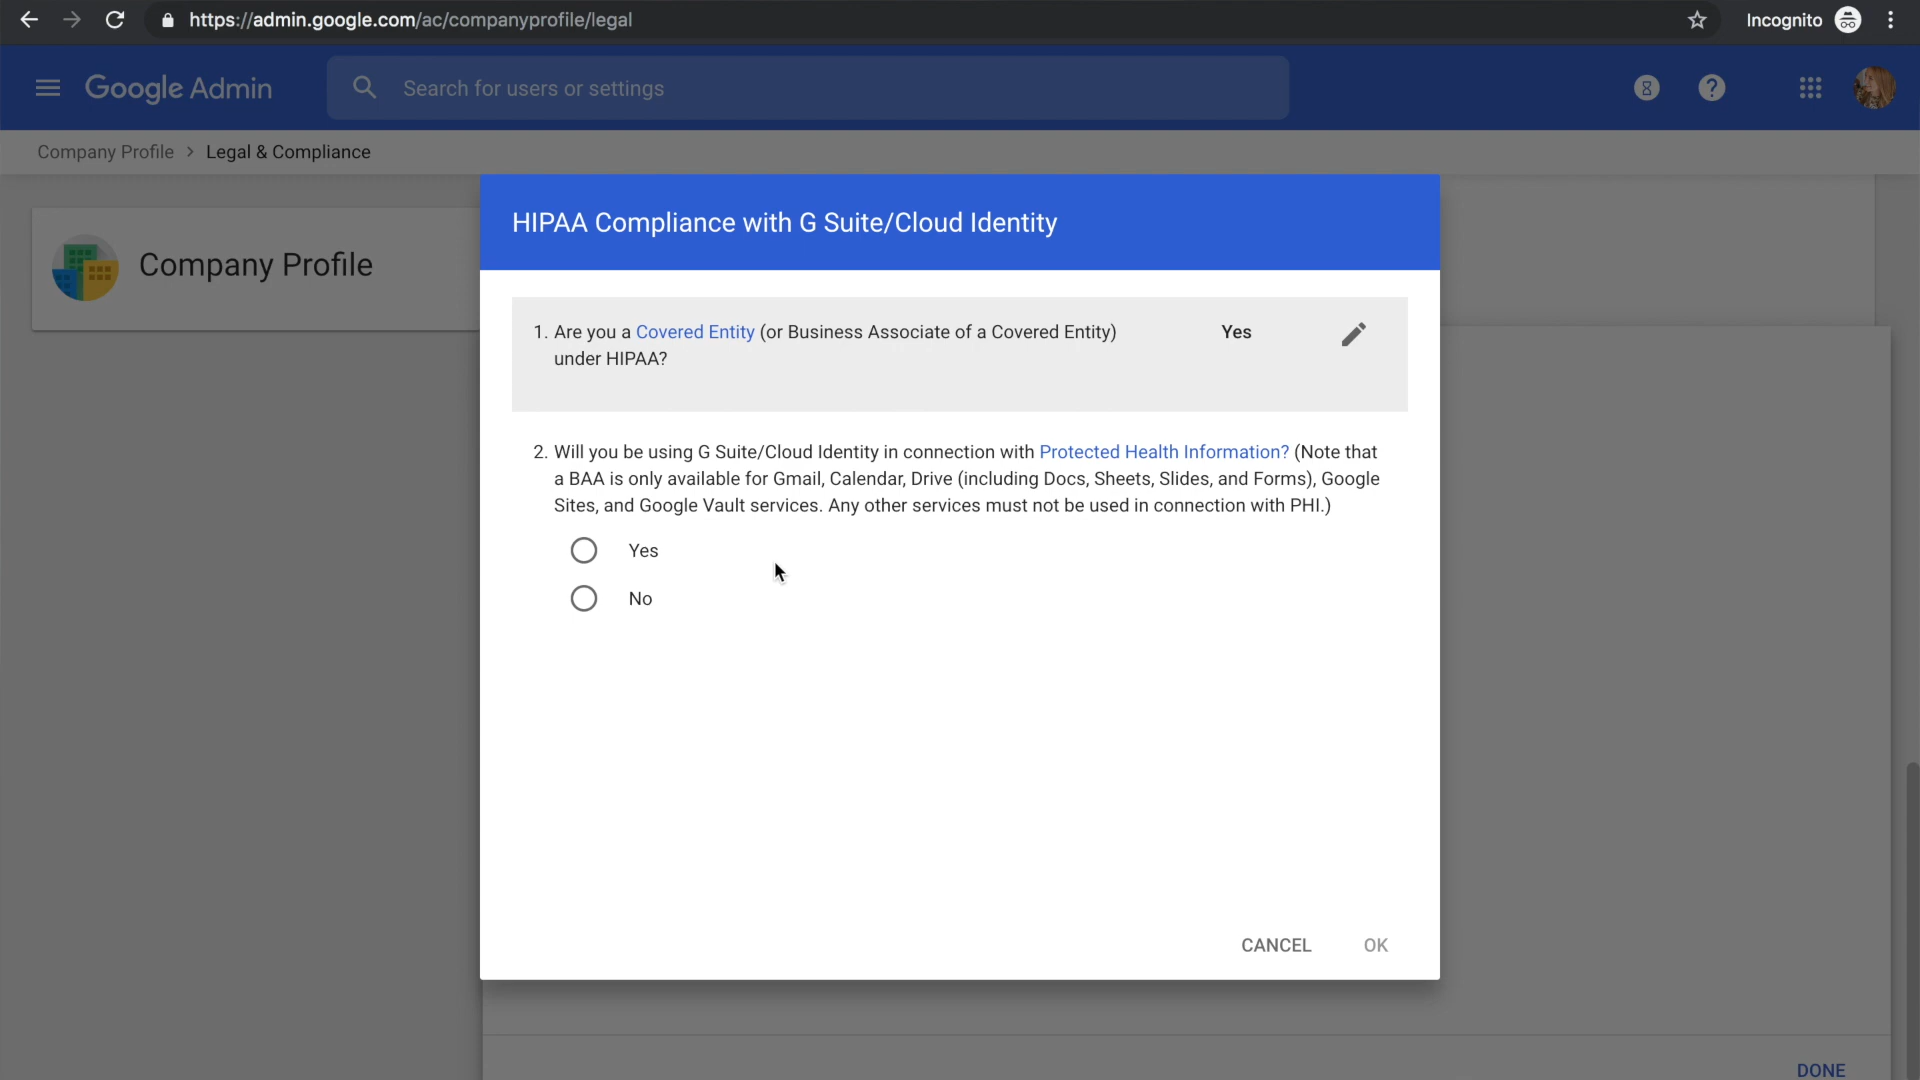 https://admin.google.com/ac/companyprofile/legal
Incognito
Google Admin
Search for users or settings
Company Profile > Legal & Compliance
Company Profile
HIPAA Compliance with G Suite/Cloud Identity
1. Are you a Covered Entity (or Business Associate of a Covered Entity)
under HIPAA?
Yes
2. Will you be using G Suite/Cloud Identity in connection with Protected Health Information? (Note that
a BAA is only available for Gmail, Calendar, Drive (including Docs, Sheets, Slides, and Forms), Google
Sites, and Google Vault services. Any other services must not be used in connection with PHI.)
Yes
No
CANCEL
OK
DONE